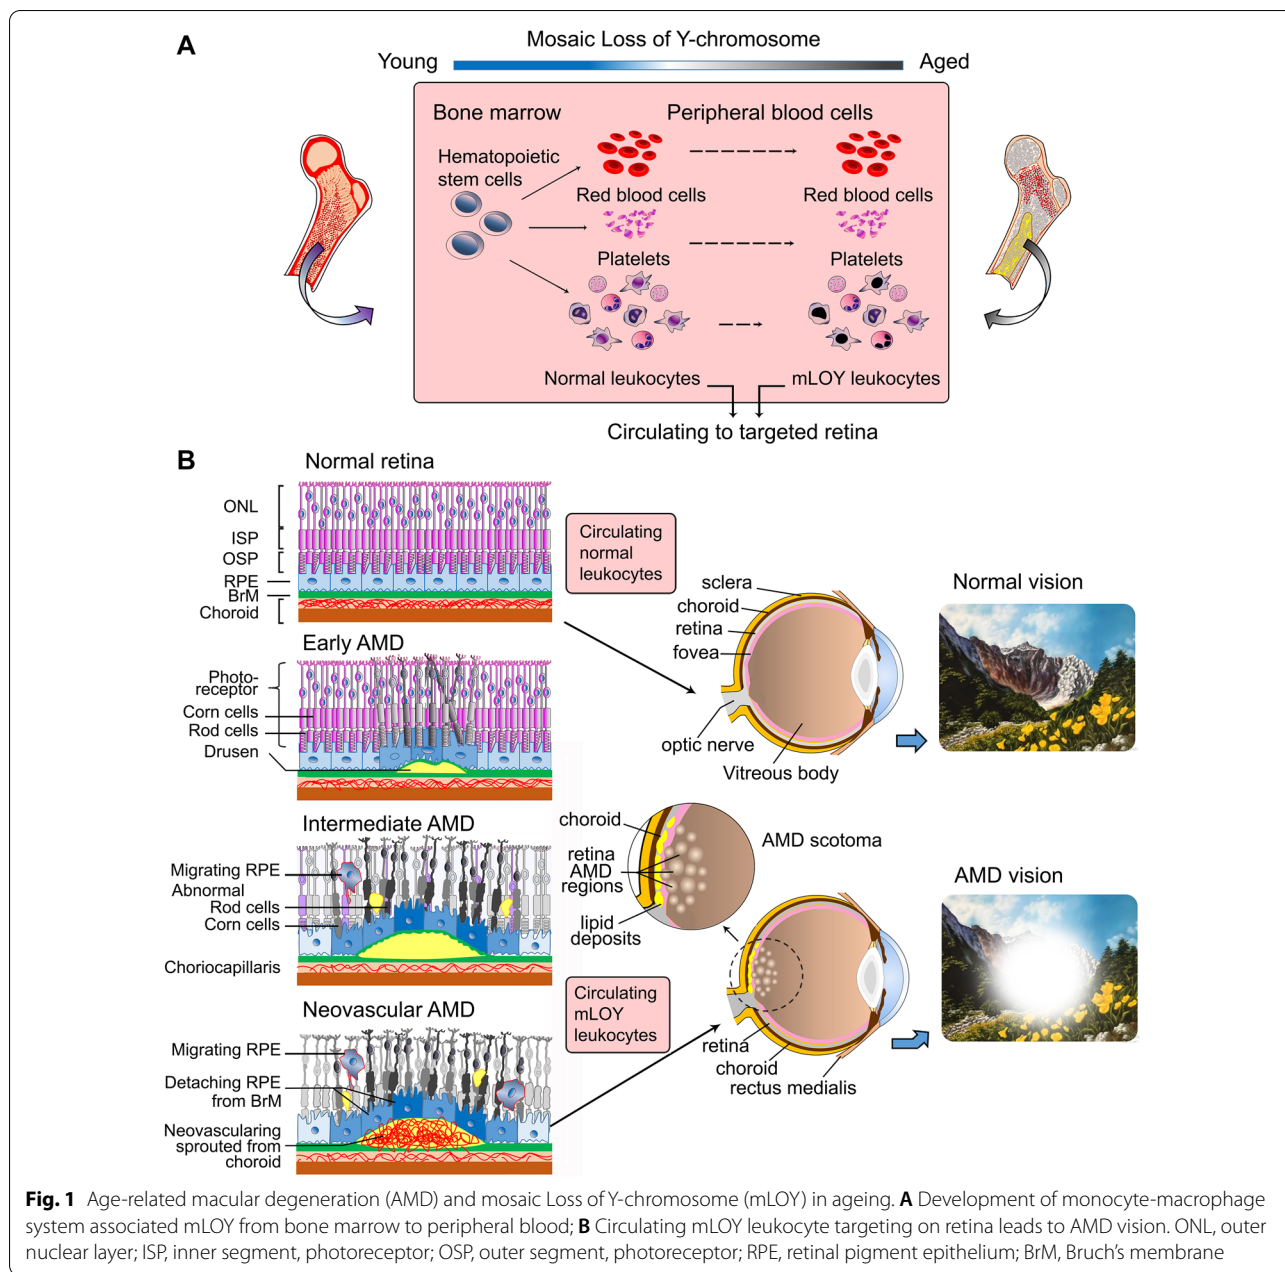 A
Mosaic Loss of Y-chromosome
Young
Aged
Bone marrow
Peripheral blood cells
Hematopoietic
stem cells
Red blood cells
Red blood cells
Platelets
Platelets
Normal leukocytes
mLOY leukocytes
Circulating to targeted retina
B
Normal retina
ONL
ISP
OSP
RPE
BrM
Choroid
Circulating
normal
leukocytes
sclera
choroid
retina
fovea
optic nerve
Vitreous body
Normal vision
Early AMD
Photo-
receptor
Corn cells
Rod cells
Drusen
Intermediate AMD
Migrating RPE
Abnormal
Rod cells
Corn cells
Choriocapillaris
choroid
retina
AMD
regions
lipid
deposits
AMD scotoma
AMD vision
Neovascular AMD
Migrating RPE
Detaching RPE
from BrM
Neovascularing
sprouted from
choroid
Circulating
mLOY
leukocytes
retina
choroid
rectus medialis
Fig. 1 Age-related macular degeneration (AMD) and mosaic Loss of Y-chromosome (mLOY) in ageing. A Development of monocyte-macrophage
system associated mLOY from bone marrow to peripheral blood; B Circulating mLOY leukocyte targeting on retina leads to AMD vision. ONL, outer
nuclear layer; ISP, inner segment, photoreceptor; OSP, outer segment, photoreceptor; RPE, retinal pigment epithelium; BrM, Bruch's membrane